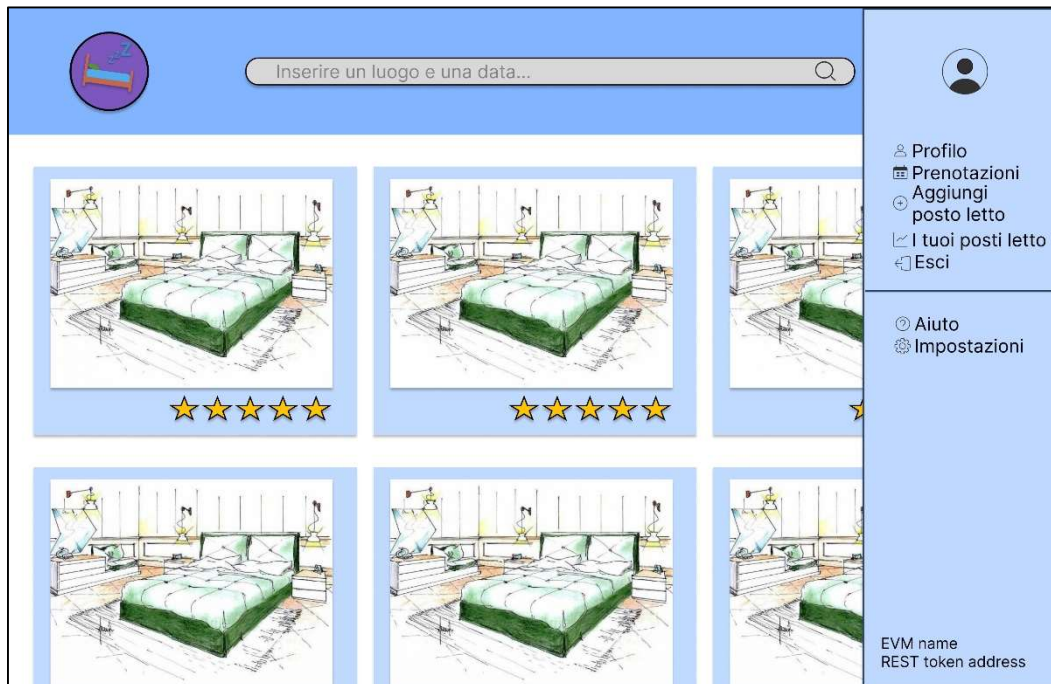 Inserire un luogo e una data...
Profilo
Prenotazioni
Aggiungi
posto letto
I tuoi posti letto
Esci
Aiuto
Impostazioni
EVM name
REST token address